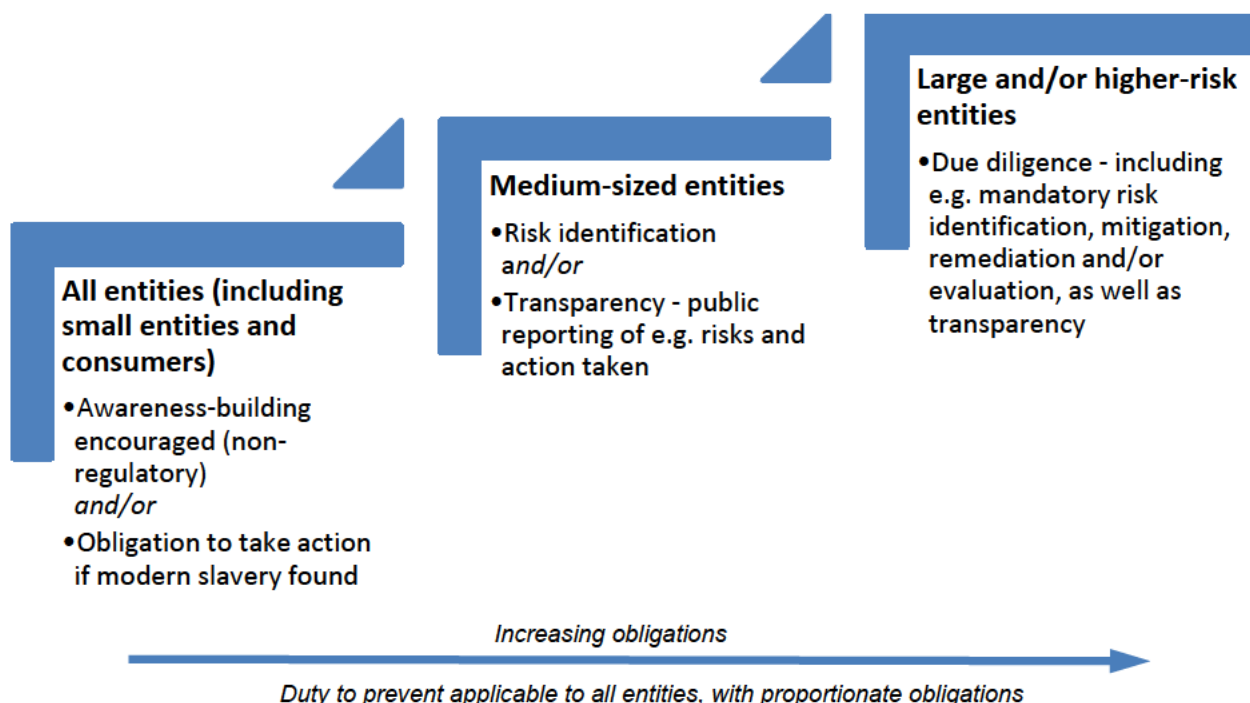 All entities (including
small entities and
consumers)
•Awareness-building
encouraged (non-
regulatory)
and/or
•Obligation to take action
if modern slavery found
Medium-sized entities
•Risk identification
and/or
•Transparency - public
reporting of e.g. risks and
action taken
Large and/or higher-risk
entities
•Due diligence - including
e.g. mandatory risk
identification, mitigation,
remediation and/or
evaluation, as well as
transparency
Increasing obligations
Duty to prevent applicable to all entities, with proportionate obligations